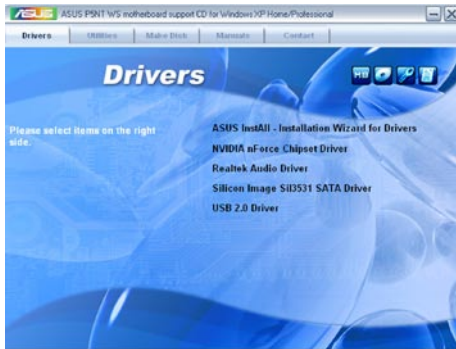 ASUS P5NT WS motherboard support CD for Windows XP Home/Professional
Drivers
Utilities
Make Disk
Manuals
Contact
Drivers
Please select items on the right
side.
ASUS InstAll - Installation Wizard for Drivers
NVIDIA nForce Chipset Driver
Realtek Audio Driver
Silicon Image SiI3531 SATA Driver
USB 2.0 Driver